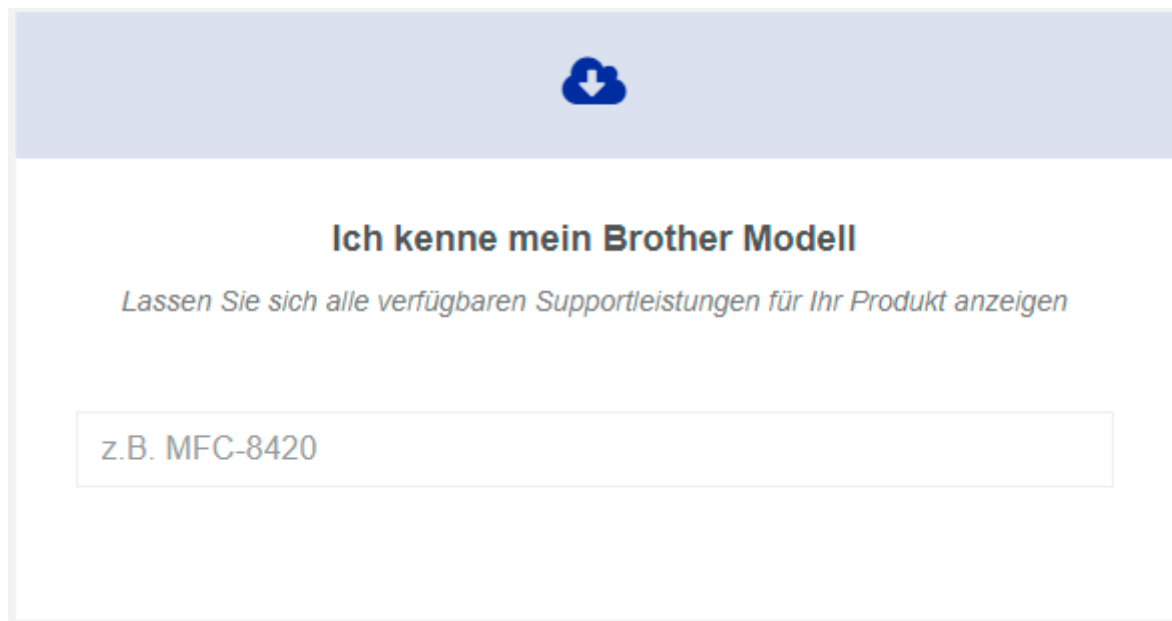 Ich kenne mein Brother Modell
Lassen Sie sich alle verfügbaren Supportleistungen für Ihr Produkt anzeigen
z.B. MFC-8420